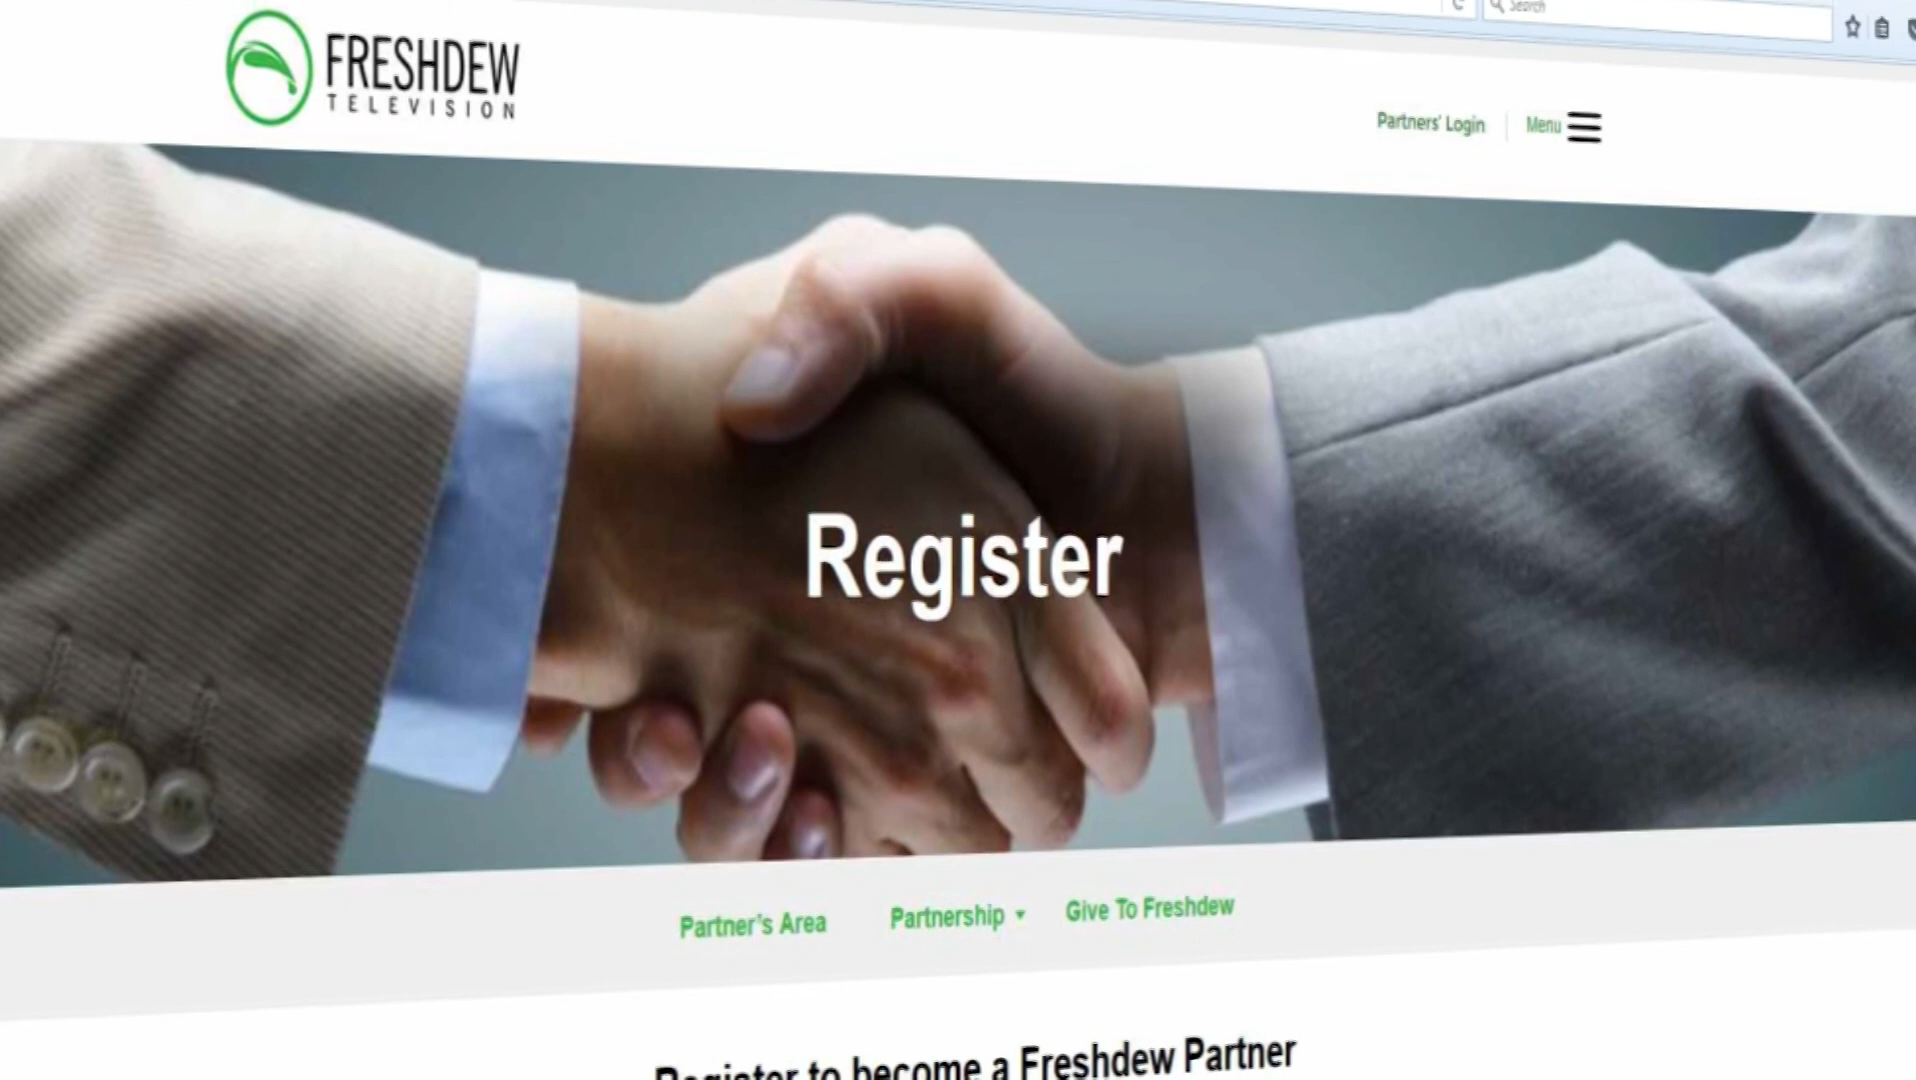 Search
FRESHDEW
TELEVISION
Partners' Login
Menu
Register
Partner's Area
Partnership
Give To Freshdew
Register to become a Freshdew Partner